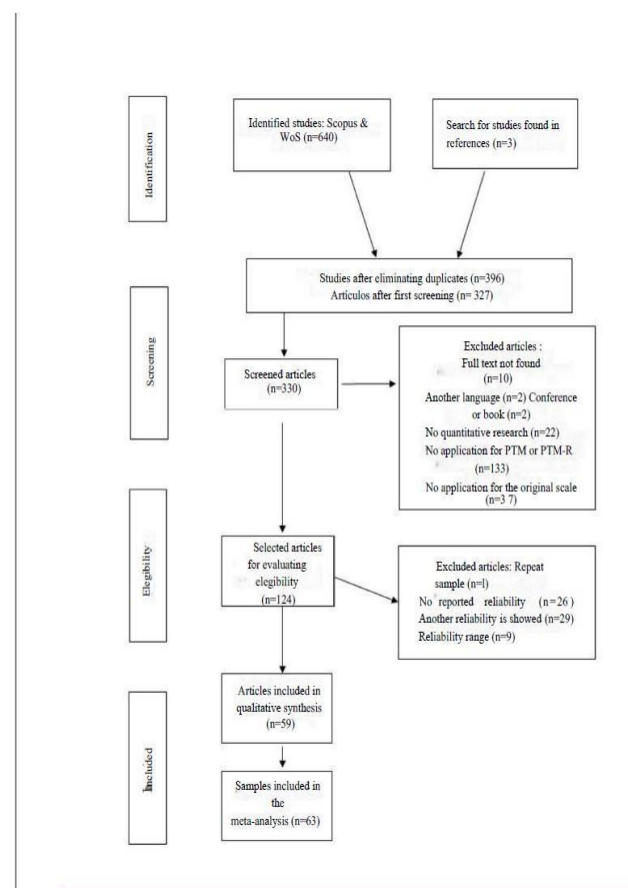 Identification
Identified studies: Scopus &
WoS (n=640)
Search for studies found in
references (n=3)
Studies after eliminating duplicates (n=396)
Artículos after first screening (n= 327)
Screening
Screened articles
(n=330)
Excluded articles :
Full text not found
(n=10)
Another language (n=2) Conference
or book (n=2)
No quantitative research (n=22)
No application for PTM or PTM-R
(n=133)
No application for the original scale
(n=3 7)
Elegibility
Selected articles
for evaluating
elegibility
(n=124)
Excluded articles: Repeat
sample (n=l)
No reported reliability (n=26 )
Another reliability is showed (n=29)
Reliability range (n=9)
Included
Articles included in
qualitative synthesis
(n=59)
Samples included in
the
meta-analysis (n=63)